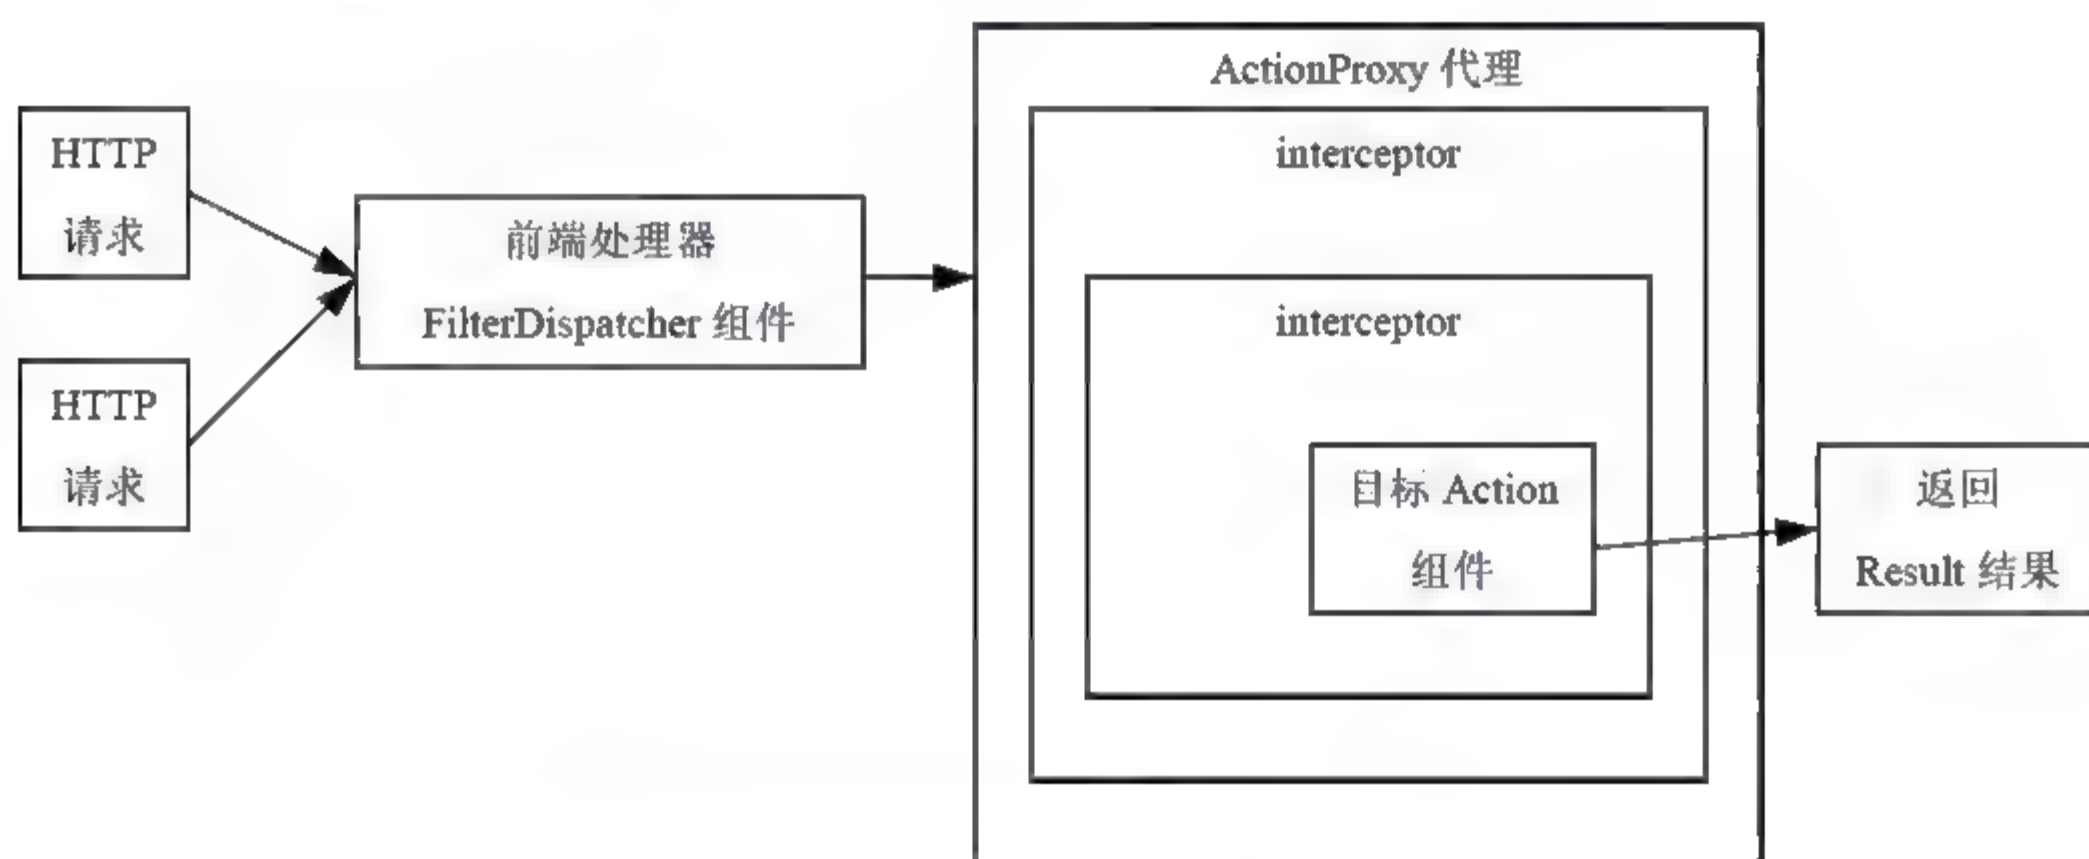 HTTP
请求
HTTP
请求
前端处理器
FilterDispatcher 组件
ActionProxy 代理
interceptor
interceptor
目标 Action
组件
返回
Result 结果